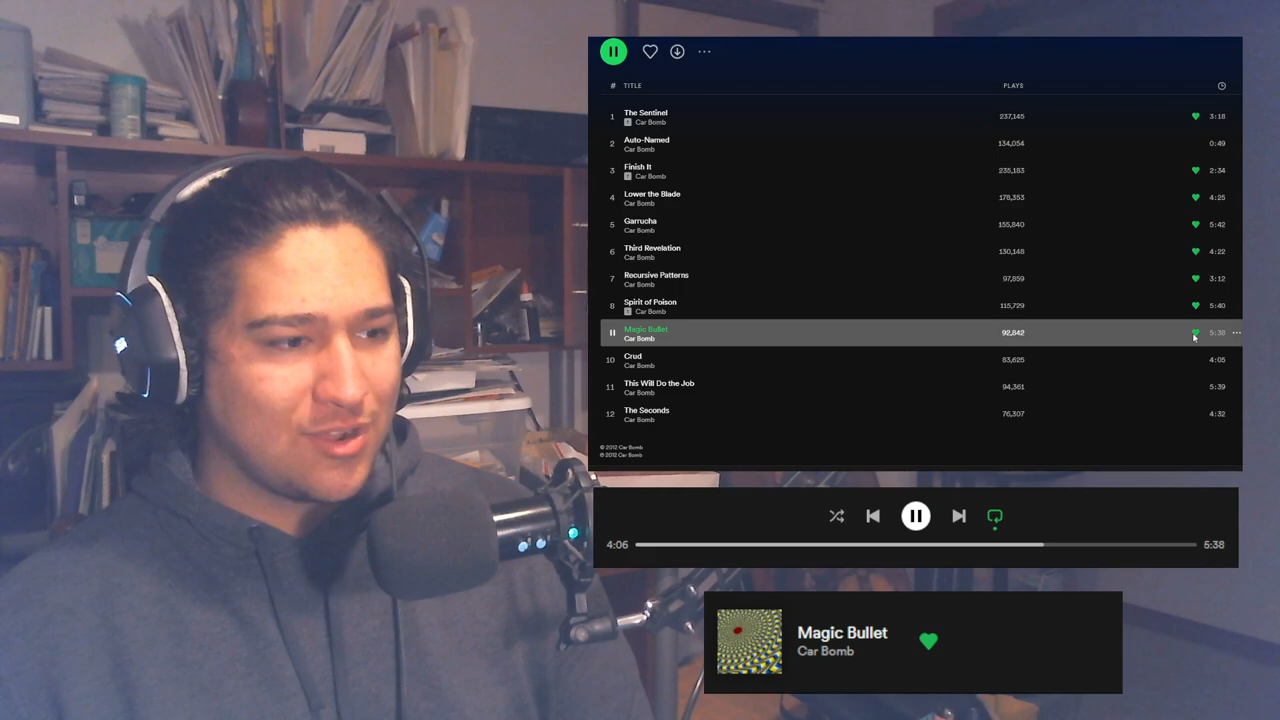 # TITLE PLAYS
1 The Sentinel 237,145 3:18
E Car Bomb
2 Auto-Named 134,054 0:49
Car Bomb
3 Finish It 235,183 2:34
E Car Bomb
4 Lower the Blade 178,353 4:25
Car Bomb
5 Garrucha 155,840 5:42
Car Bomb
6 Third Revelation 130,148 4:22
Car Bomb
7 Recursive Patterns 97,859 3:12
Car Bomb
8 Spirit of Poison 115,729 5:40
E Car Bomb
Magic Bullet 92,842 5:38
Car Bomb
10 Crud 83,625 4:05
Car Bomb
11 This Will Do the Job 94,361 5:39
Car Bomb
12 The Seconds 76,307 4:32
Car Bomb
© 2012 Car Bomb
℗ 2012 Car Bomb
4:06 5:38
Magic Bullet
Car Bomb